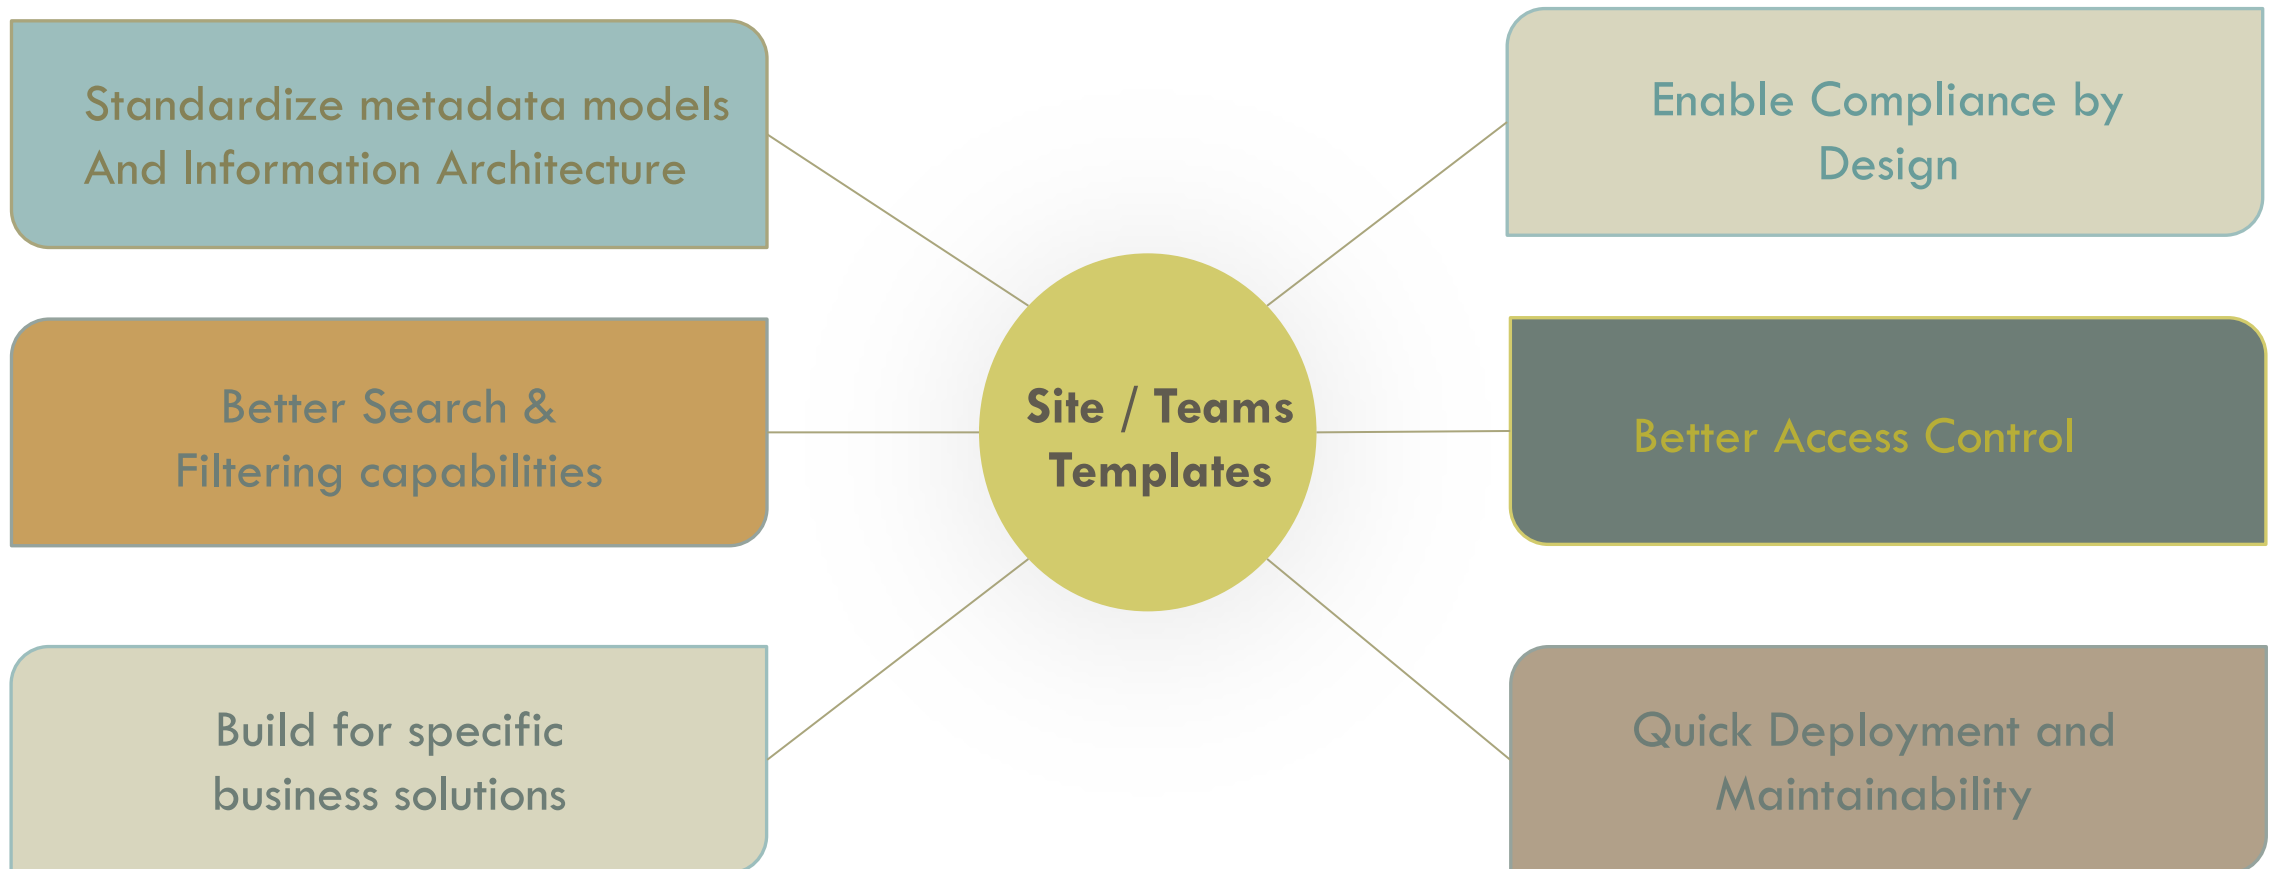 Standardize metadata models
And Information Architecture
Better Search &
Filtering capabilities
Build for specific
business solutions
Site / Teams
Templates
Enable Compliance by
Design
Better Access Control
Quick Deployment and
Maintainability